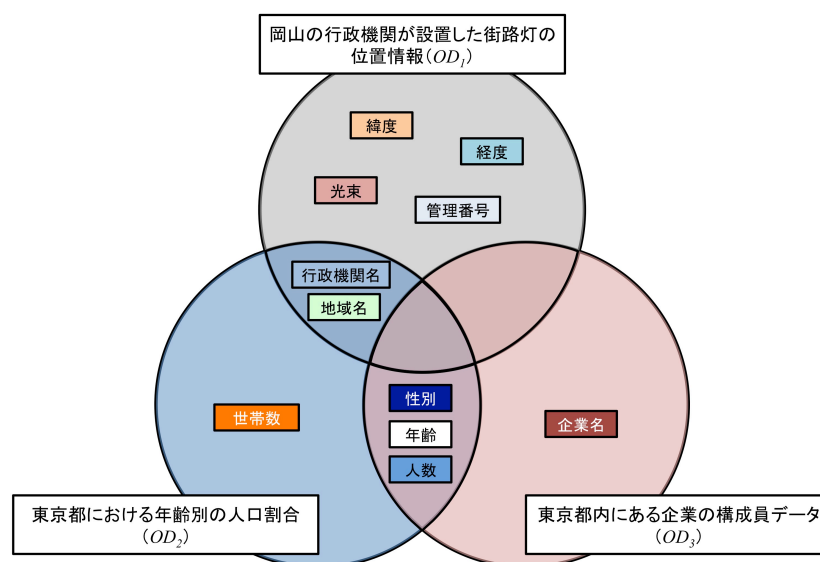 岡山の行政機関が設置した街路灯の
位置情報(OD1)
緯度
経度
光束
管理番号
行政機関名
地域名
性別
世帯数
年齢
企業名
人数
東京都における年齢別の人口割合
(OD2)
東京都内にある企業の構成員データ
(OD3)